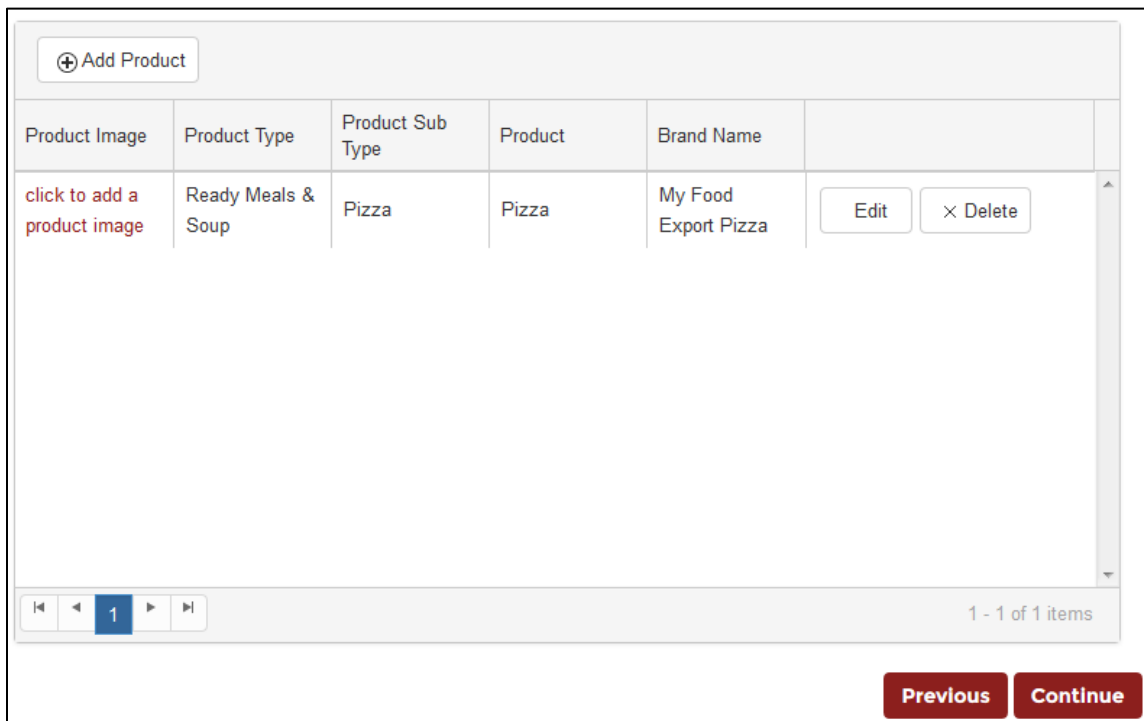 Add Product
Product Image
Product Type
Product Sub
Type
Product
Brand Name
click to add a
product image
Ready Meals &
Soup
Pizza
Pizza
My Food
Export Pizza
Edit
× Delete
1
1 - 1 of 1 items
Previous
Continue